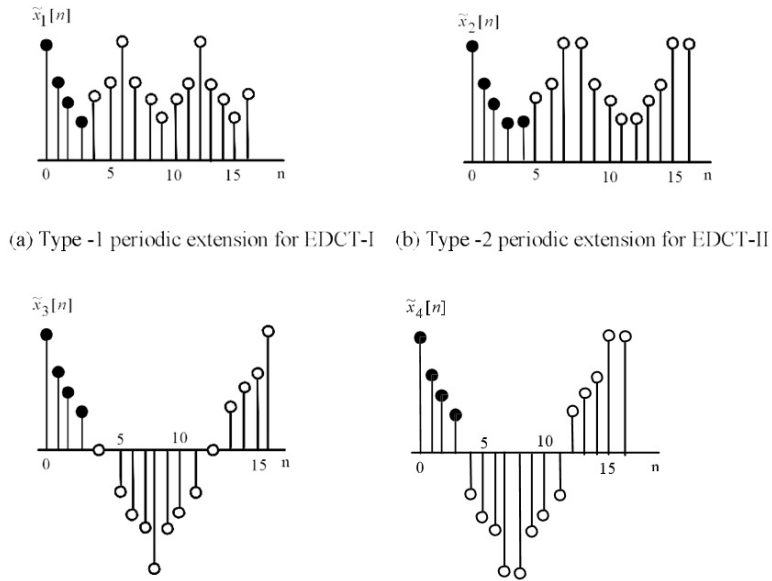 x̃₁[n]
x̃₂[n]
0 5 10 15 n
0 5 10 15 n
(a) Type -1 periodic extension for EDCT-I
(b) Type -2 periodic extension for EDCT-II
x̃₃[n]
x̃₄[n]
5 10
0 15 n
5 10
0 15 n